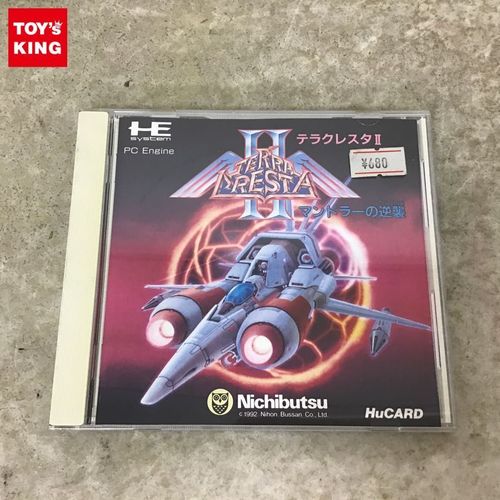 TOY's
KING
HE
system
PC Engine
II
TERRA
CRESTA
テラクレスタII
¥680
マンドラーの逆襲
Nichibutsu
©1992 Nihon Bussan Co., Ltd.
HuCARD